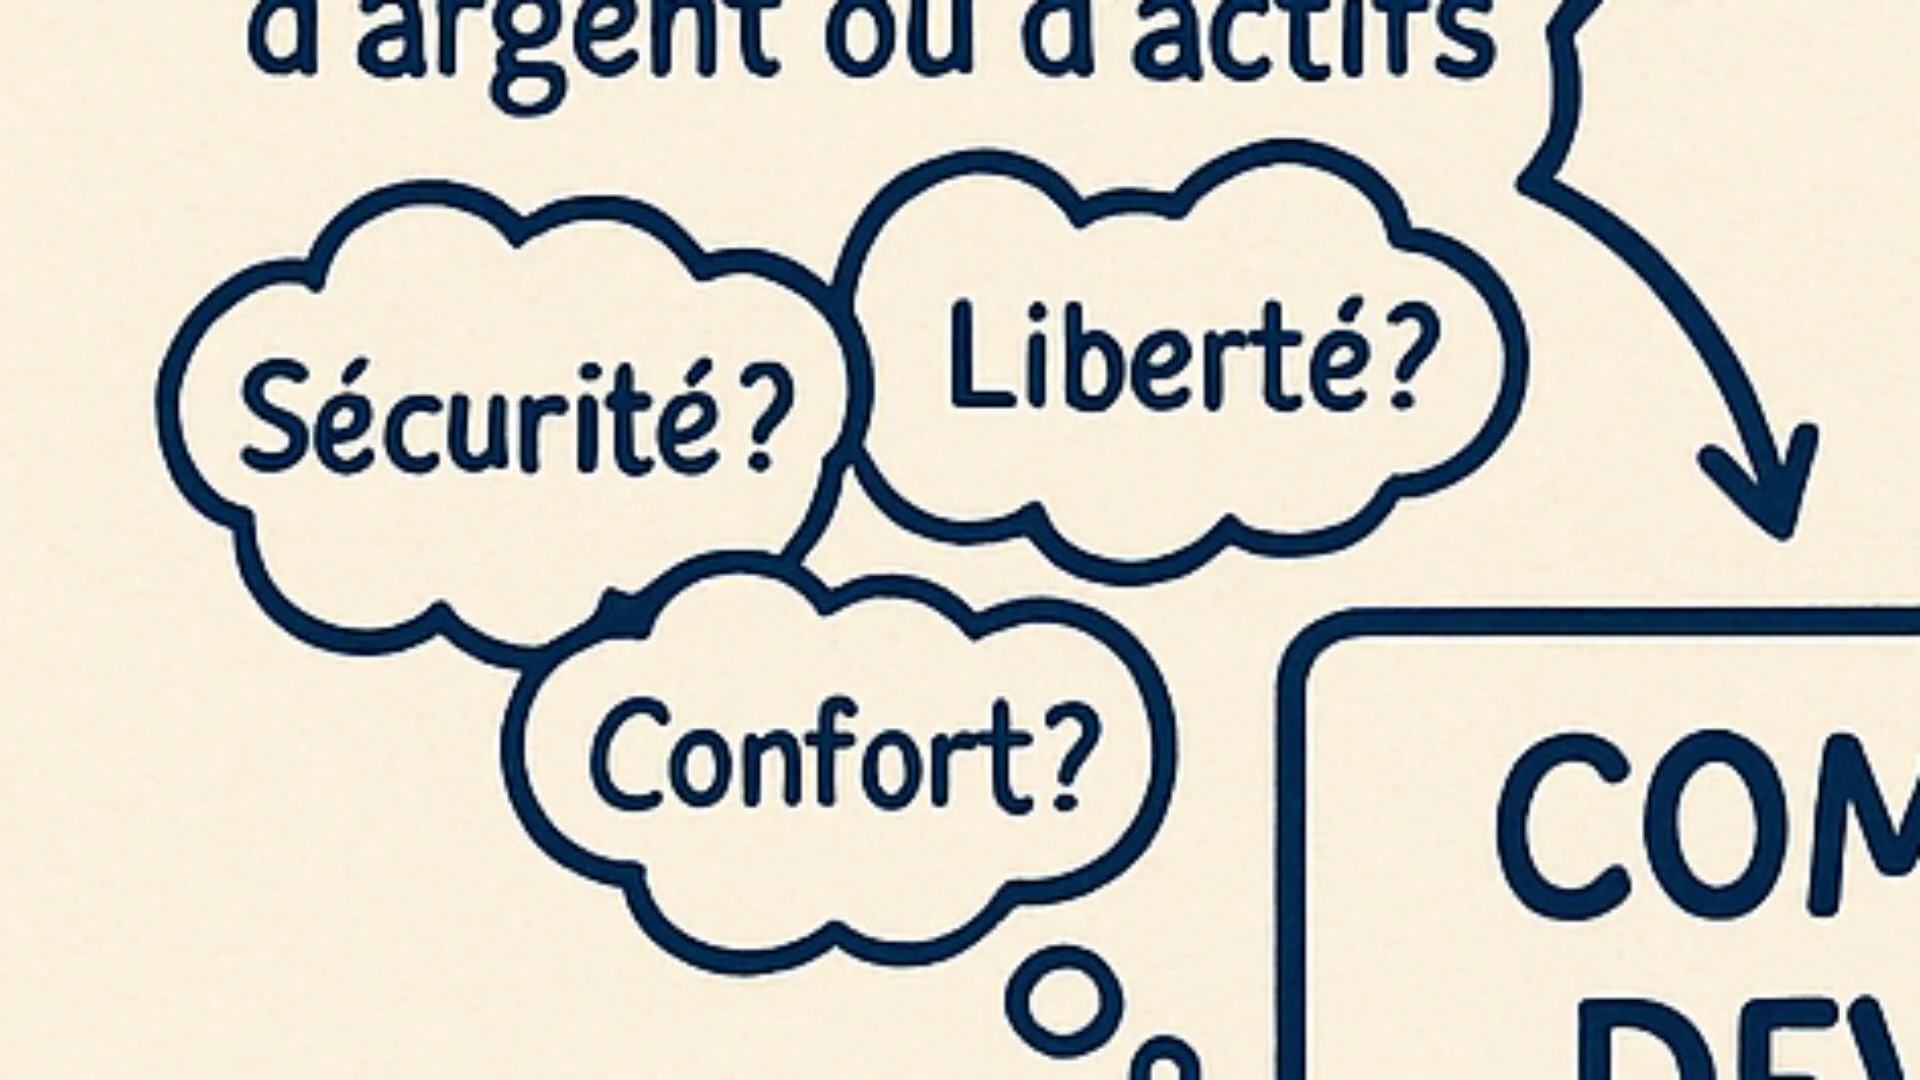 d'argent ou d'actifs
Sécurité?
Liberté?
Confort?